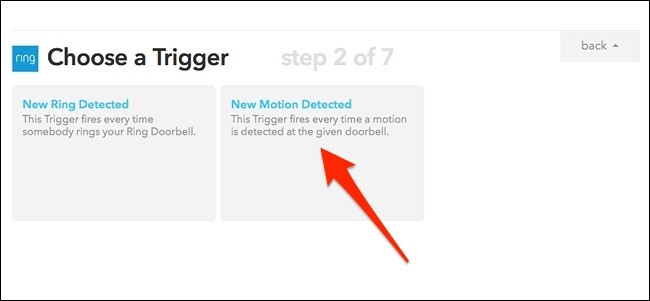 ring Choose a Trigger step 2 of 7 back
New Ring Detected
This Trigger fires every time
somebody rings your Ring Doorbell.
New Motion Detected
This Trigger fires every time a motion
is detected at the given doorbell.